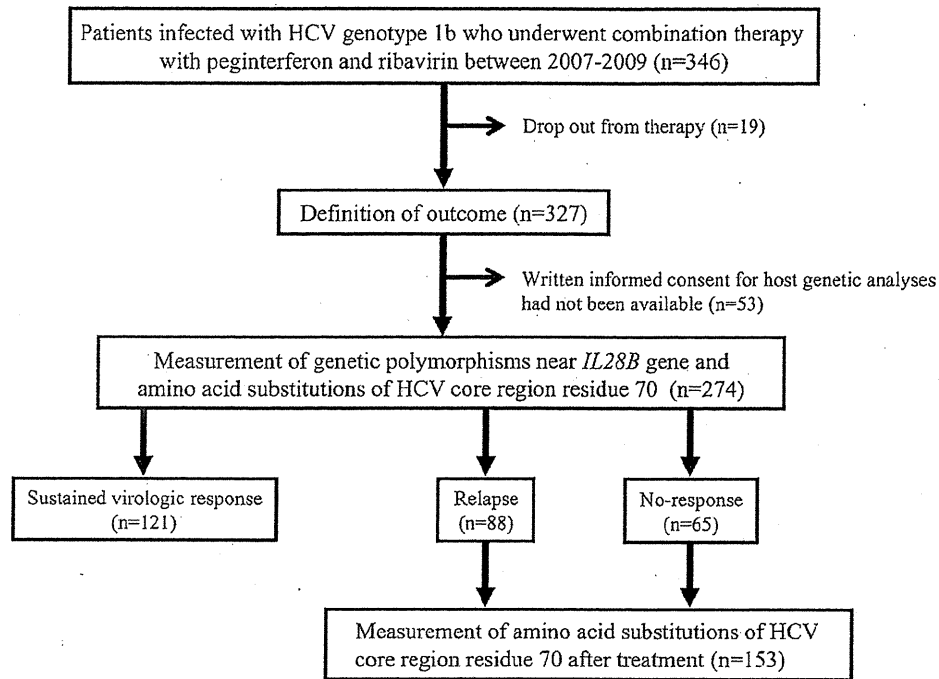 Patients infected with HCV genotype 1b who underwent combination therapy
with peginterferon and ribavirin between 2007-2009 (n=346)
Drop out from therapy (n=19)
Definition of outcome (n=327)
Written informed consent for host genetic analyses
had not been available (n=53)
Measurement of genetic polymorphisms near IL28B gene and
amino acid substitutions of HCV core region residue 70 (n=274)
Sustained virologic response
(n=121)
Relapse
(n=88)
No-response
(n=65)
Measurement of amino acid substitutions of HCV
core region residue 70 after treatment (n=153)